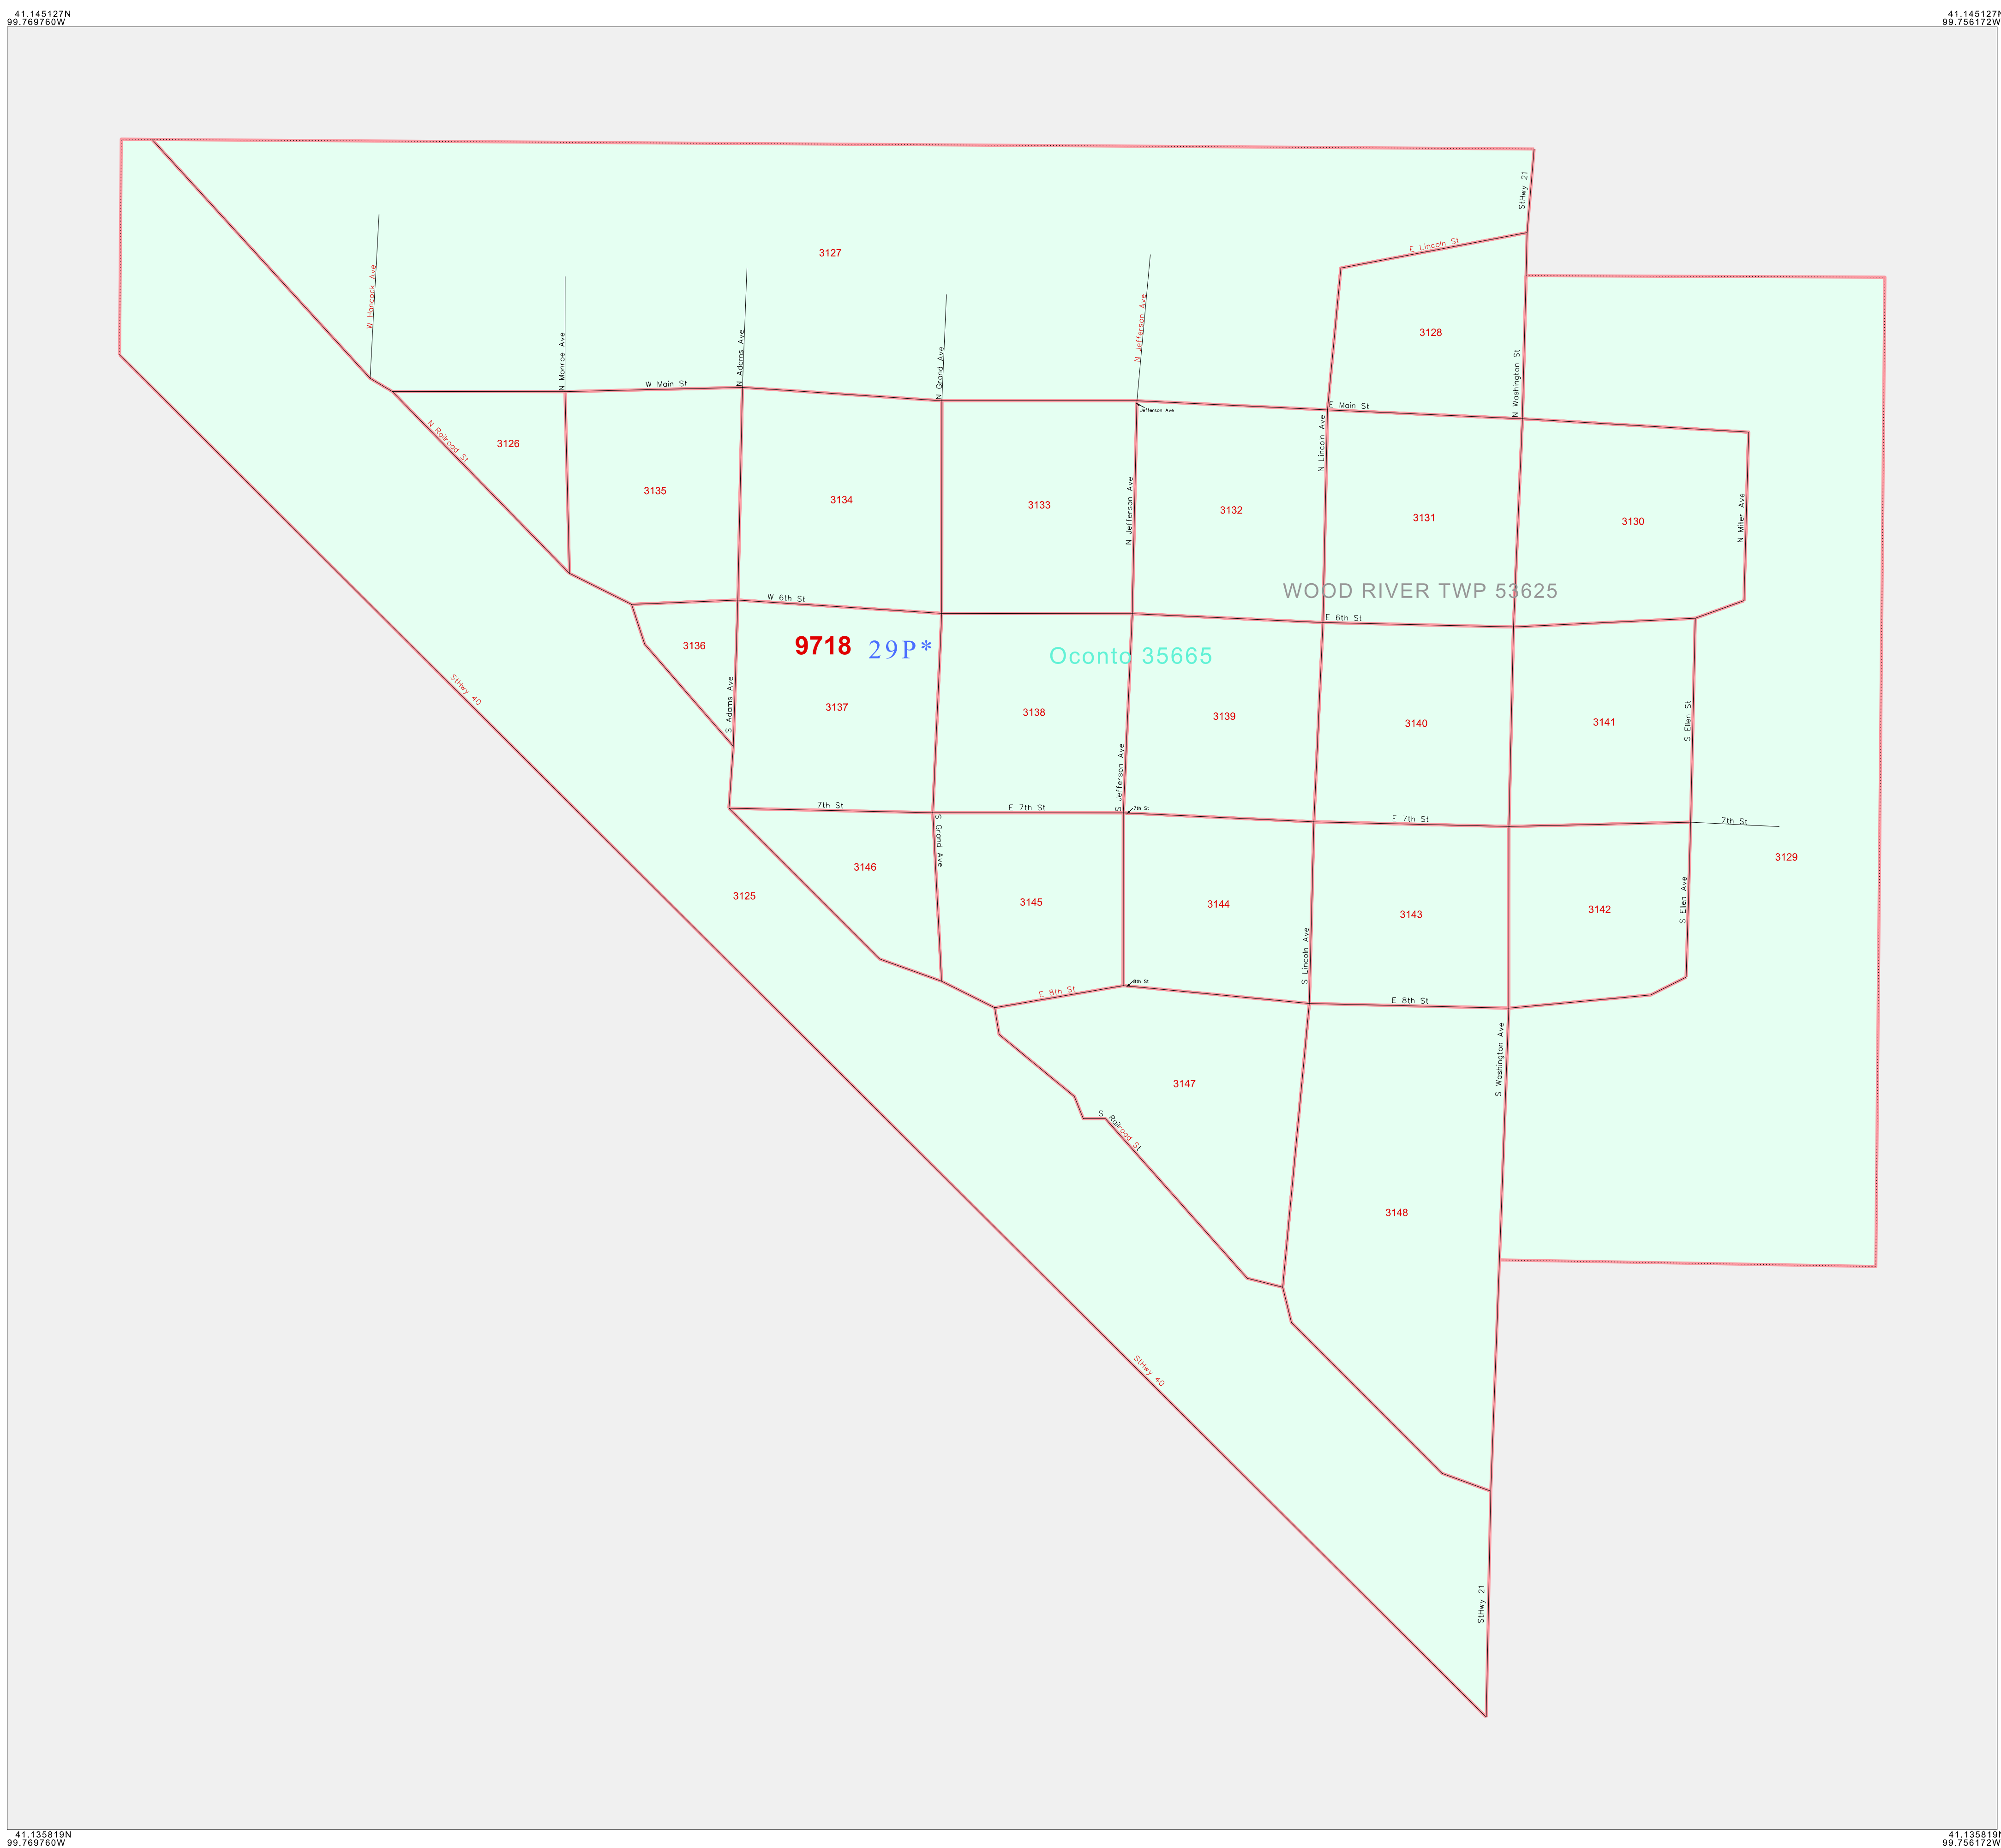 41.145127N
99.769760W
41.145127N
99.756172W
StHwy 21
E Lincoln St
3127
W Hancock Ave
N Monroe Ave
N Adams Ave
N Grand Ave
N Jefferson Ave
3128
N Washington St
W Main St
Jefferson Ave
E Main St
N Railroad St
3126
3135
3134
3133
N Jefferson Ave
3132
N Lincoln Ave
3131
3130
N Miller Ave
WOOD RIVER TWP 53625
W 6th St
E 6th St
3136
9718
29P*
Oconto 35665
StHwy 40
S Adams Ave
3137
3138
3139
3140
3141
S Ellen St
S Jefferson Ave
7th St
E 7th St
7th St
E 7th St
7th St
S Grand Ave
3129
3146
3125
3145
3144
3143
3142
S Ellen Ave
S Lincoln Ave
E 8th St
8th St
E 8th St
S Washington Ave
3147
S Railroad St
3148
StHwy 40
StHwy 21
41.135819N
99.769760W
41.135819N
99.756172W